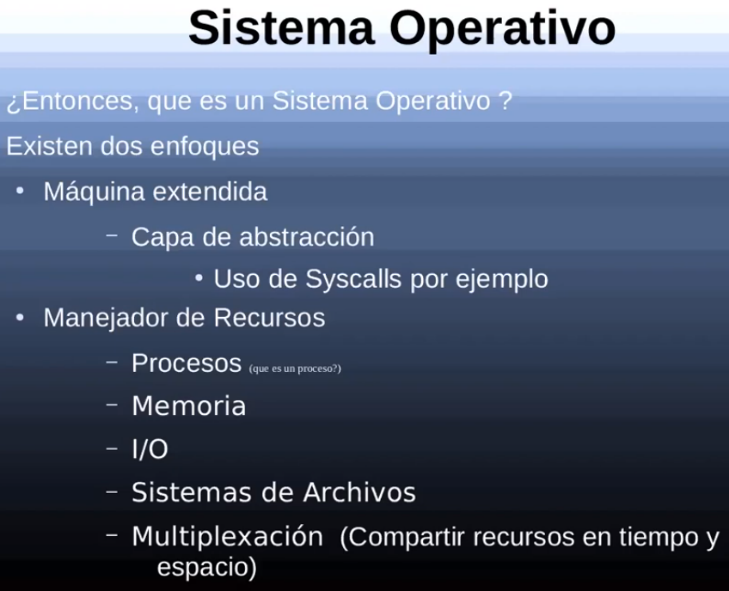 Sistema Operativo
¿Entonces, que es un Sistema Operativo ?
Existen dos enfoques
• Máquina extendida
– Capa de abstracción
• Uso de Syscalls por ejemplo
• Manejador de Recursos
– Procesos (que es un proceso?)
– Memoria
– I/O
– Sistemas de Archivos
– Multiplexación (Compartir recursos en tiempo y
espacio)